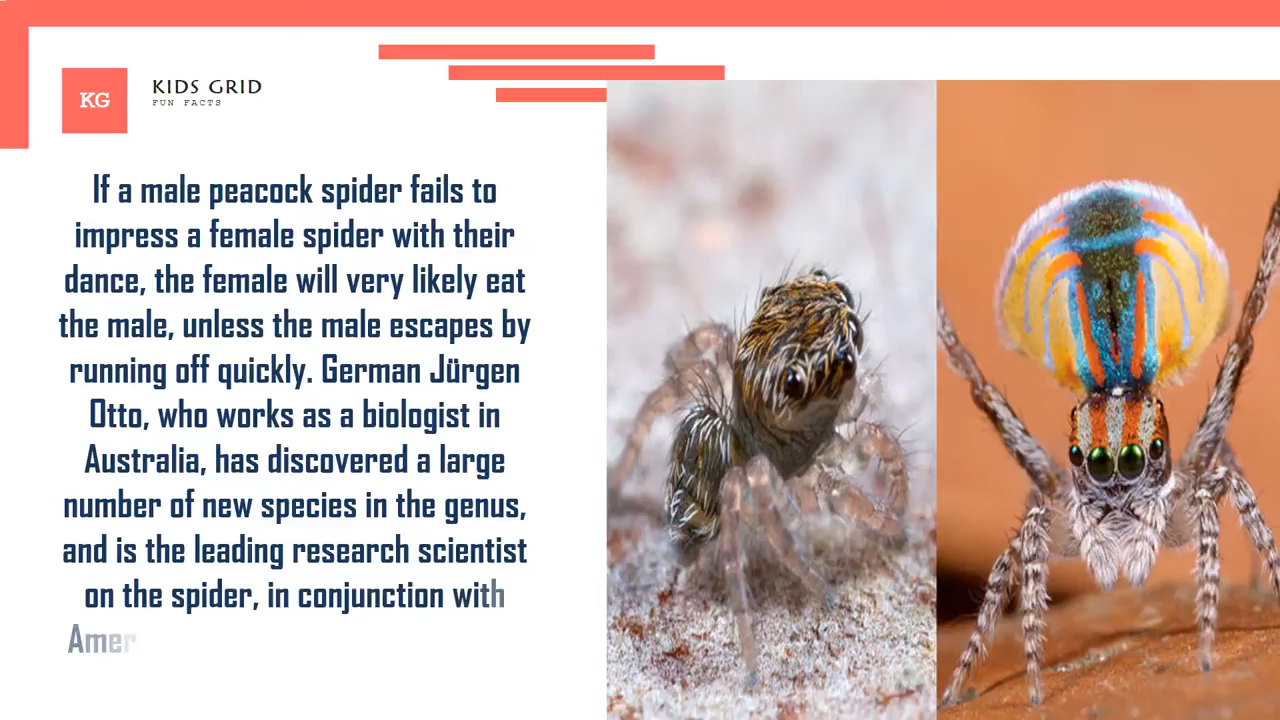 KG
KIDS GRID
FUN FACTS
If a male peacock spider fails to
impress a female spider with their
dance, the female will very likely eat
the male, unless the male escapes by
running off quickly. German Jürgen
Otto, who works as a biologist in
Australia, has discovered a large
number of new species in the genus,
and is the leading research scientist
on the spider, in conjunction with
Amer